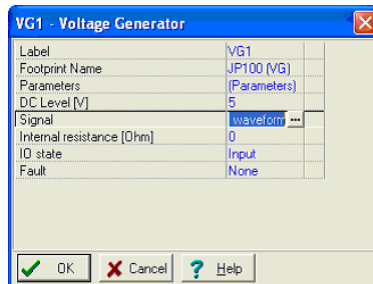 VG1 - Voltage Generator
Label VG1
Footprint Name JP100 (VG)
Parameters (Parameters)
DC Level [V] 5
Signal waveform ...
Internal resistance [Ohm] 0
IO state Input
Fault None
OK Cancel ? Help